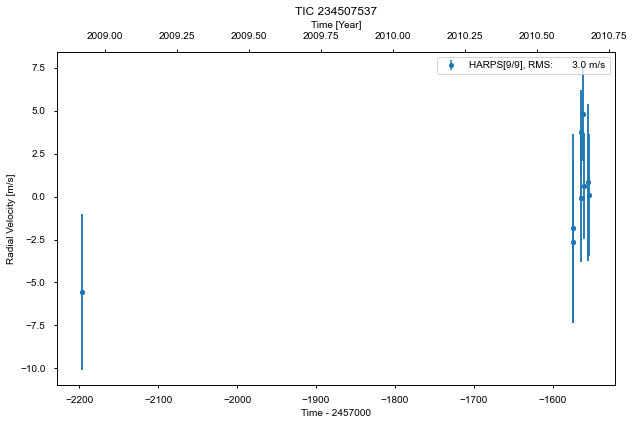 TIC 234507537
Time [Year]
2009.00 2009.25 2009.50 2009.75 2010.00 2010.25 2010.50 2010.75
HARPS[9/9], RMS: 3.0 m/s
7.5
5.0
2.5
0.0
−2.5
−5.0
−7.5
−10.0
Radial Velocity [m/s]
−2200 −2100 −2000 −1900 −1800 −1700 −1600
Time - 2457000